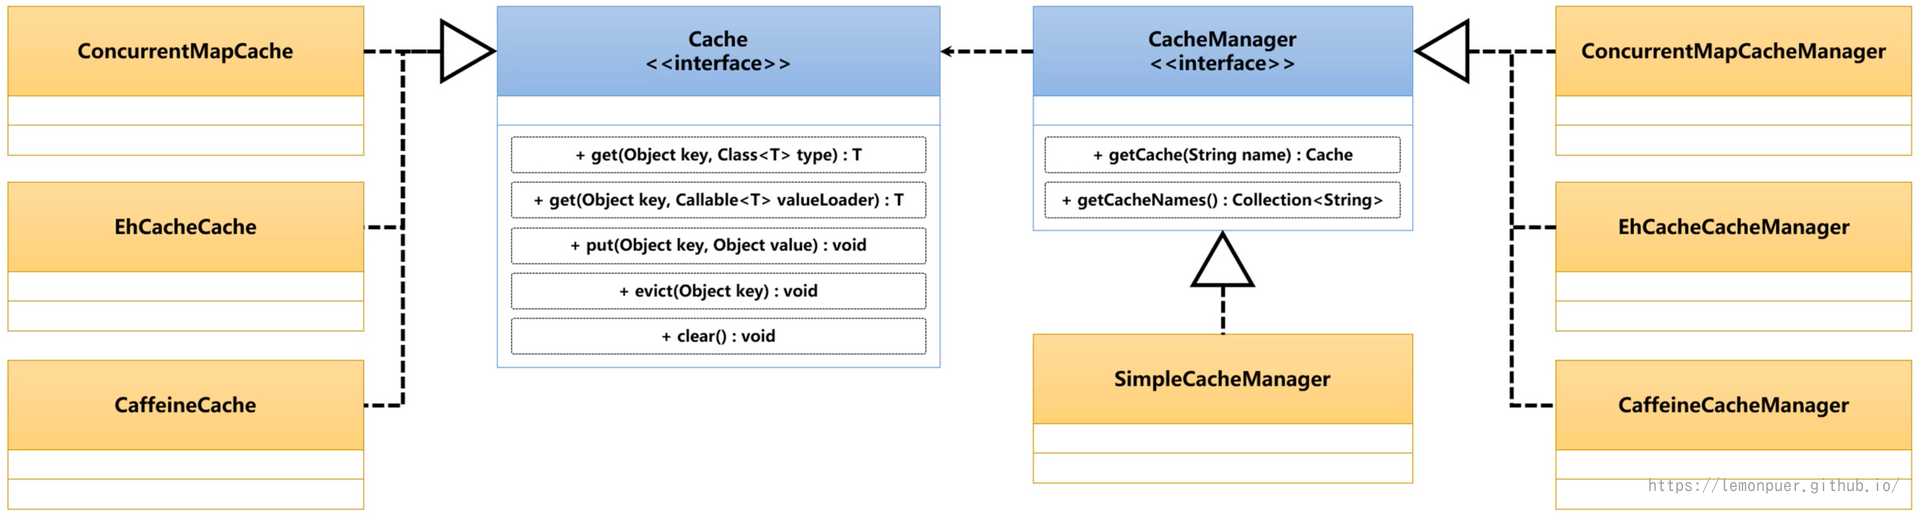 ConcurrentMapCache
EhCacheCache
CaffeineCache
Cache
<<interface>>
+ get(Object key, Class<T> type) : T
+ get(Object key, Callable<T> valueLoader) : T
+ put(Object key, Object value) : void
+ evict(Object key) : void
+ clear() : void
CacheManager
<<interface>>
+ getCache(String name) : Cache
+ getCacheNames() : Collection<String>
SimpleCacheManager
ConcurrentMapCacheManager
EhCacheCacheManager
CaffeineCacheManager
https://lemonpuer.github.io/